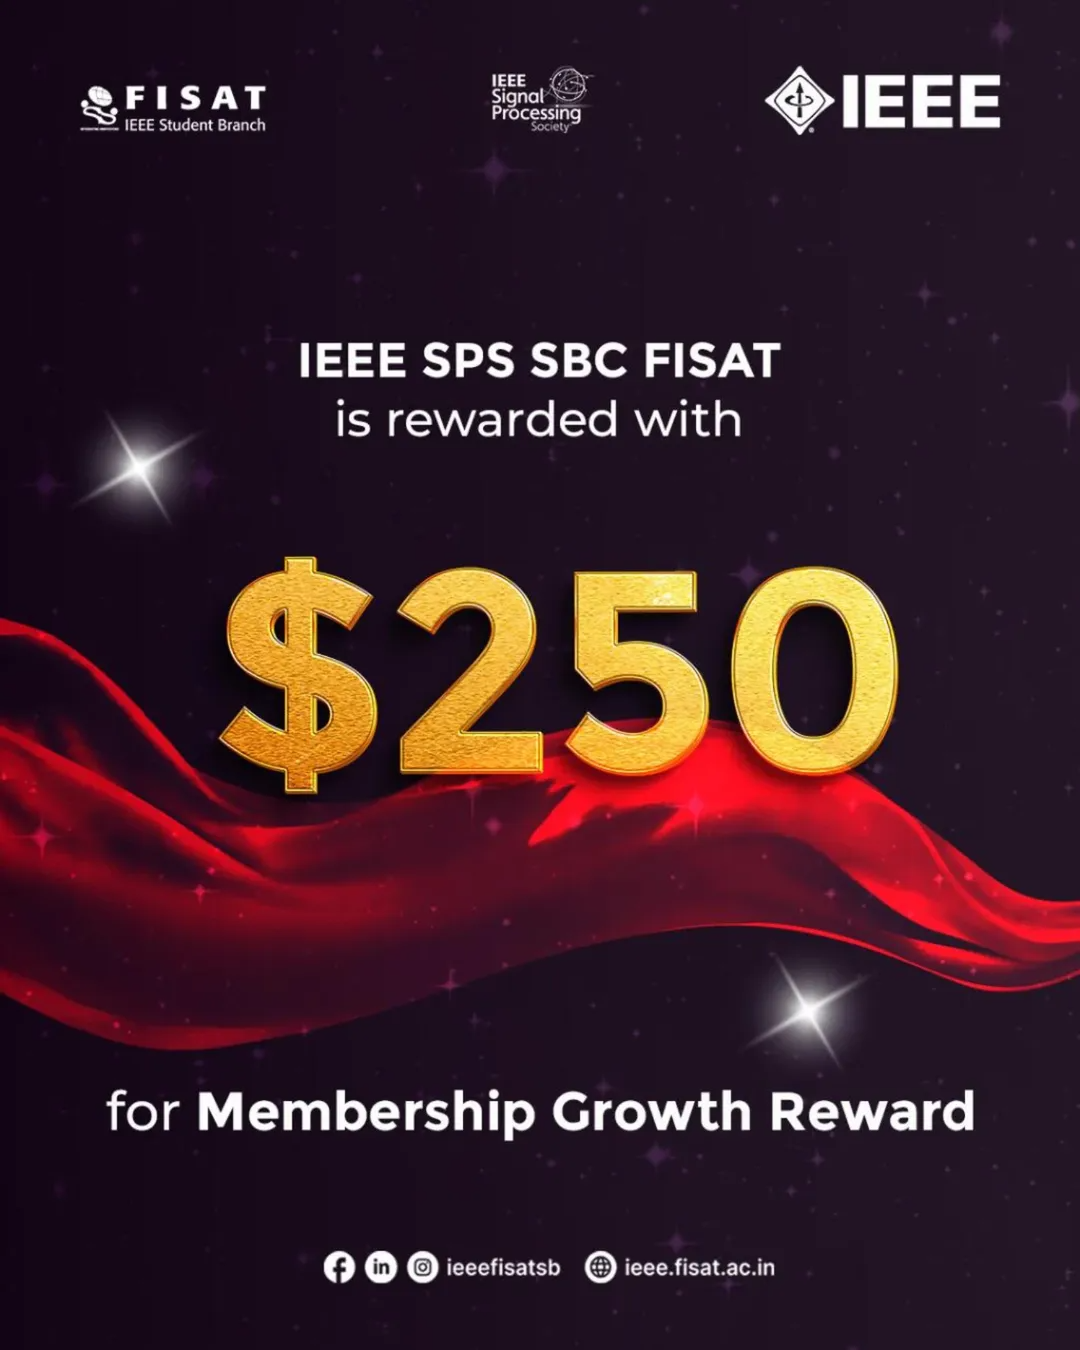 FISAT
IEEE Student Branch
IEEE
Signal
Processing
Society
IEEE
IEEE SPS SBC FISAT
is rewarded with
$250
for Membership Growth Reward
ieeefisatsb
ieee.fisat.ac.in